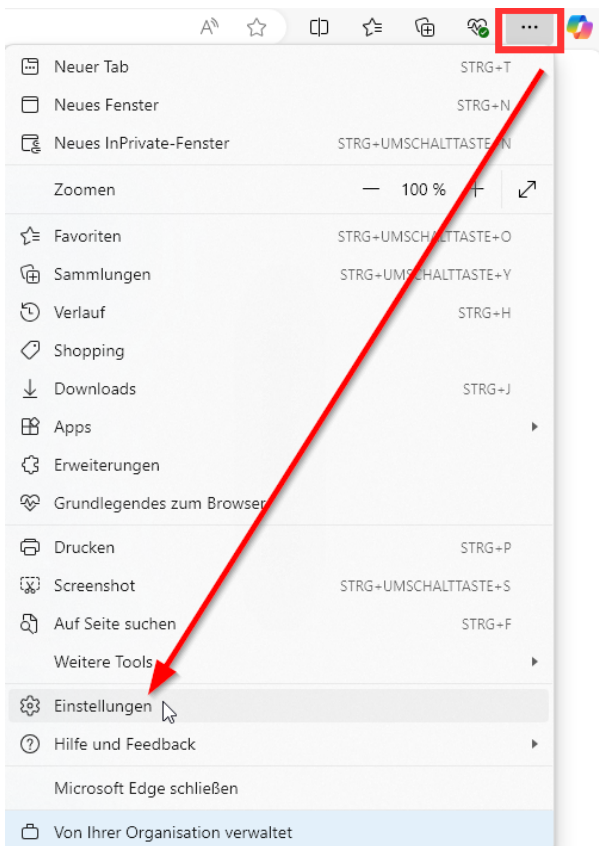 Neuer Tab STRG+T
Neues Fenster STRG+N
Neues InPrivate-Fenster STRG+UMSCHALTTASTE+N
Zoomen — 100 % +
Favoriten STRG+UMSCHALTTASTE+O
Sammlungen STRG+UMSCHALTTASTE+Y
Verlauf STRG+H
Shopping
Downloads STRG+J
Apps
Erweiterungen
Grundlegendes zum Browser
Drucken STRG+P
Screenshot STRG+UMSCHALTTASTE+S
Auf Seite suchen STRG+F
Weitere Tools
Einstellungen
Hilfe und Feedback
Microsoft Edge schließen
Von Ihrer Organisation verwaltet